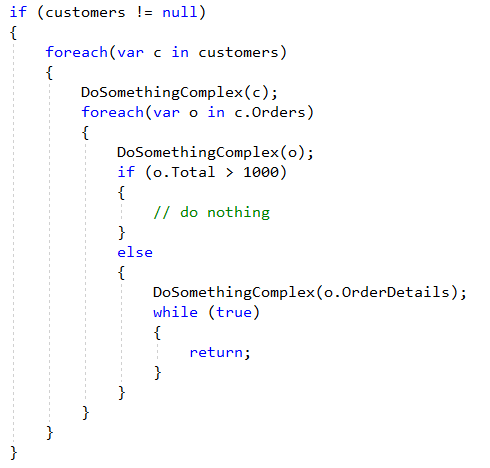 if (customers != null)
{
    foreach(var c in customers)
    {
        DoSomethingComplex(c);
        foreach(var o in c.Orders)
        {
            DoSomethingComplex(o);
            if (o.Total > 1000)
            {
                // do nothing
            }
            else
            {
                DoSomethingComplex(o.OrderDetails);
                while (true)
                {
                    return;
                }
            }
        }
    }
}